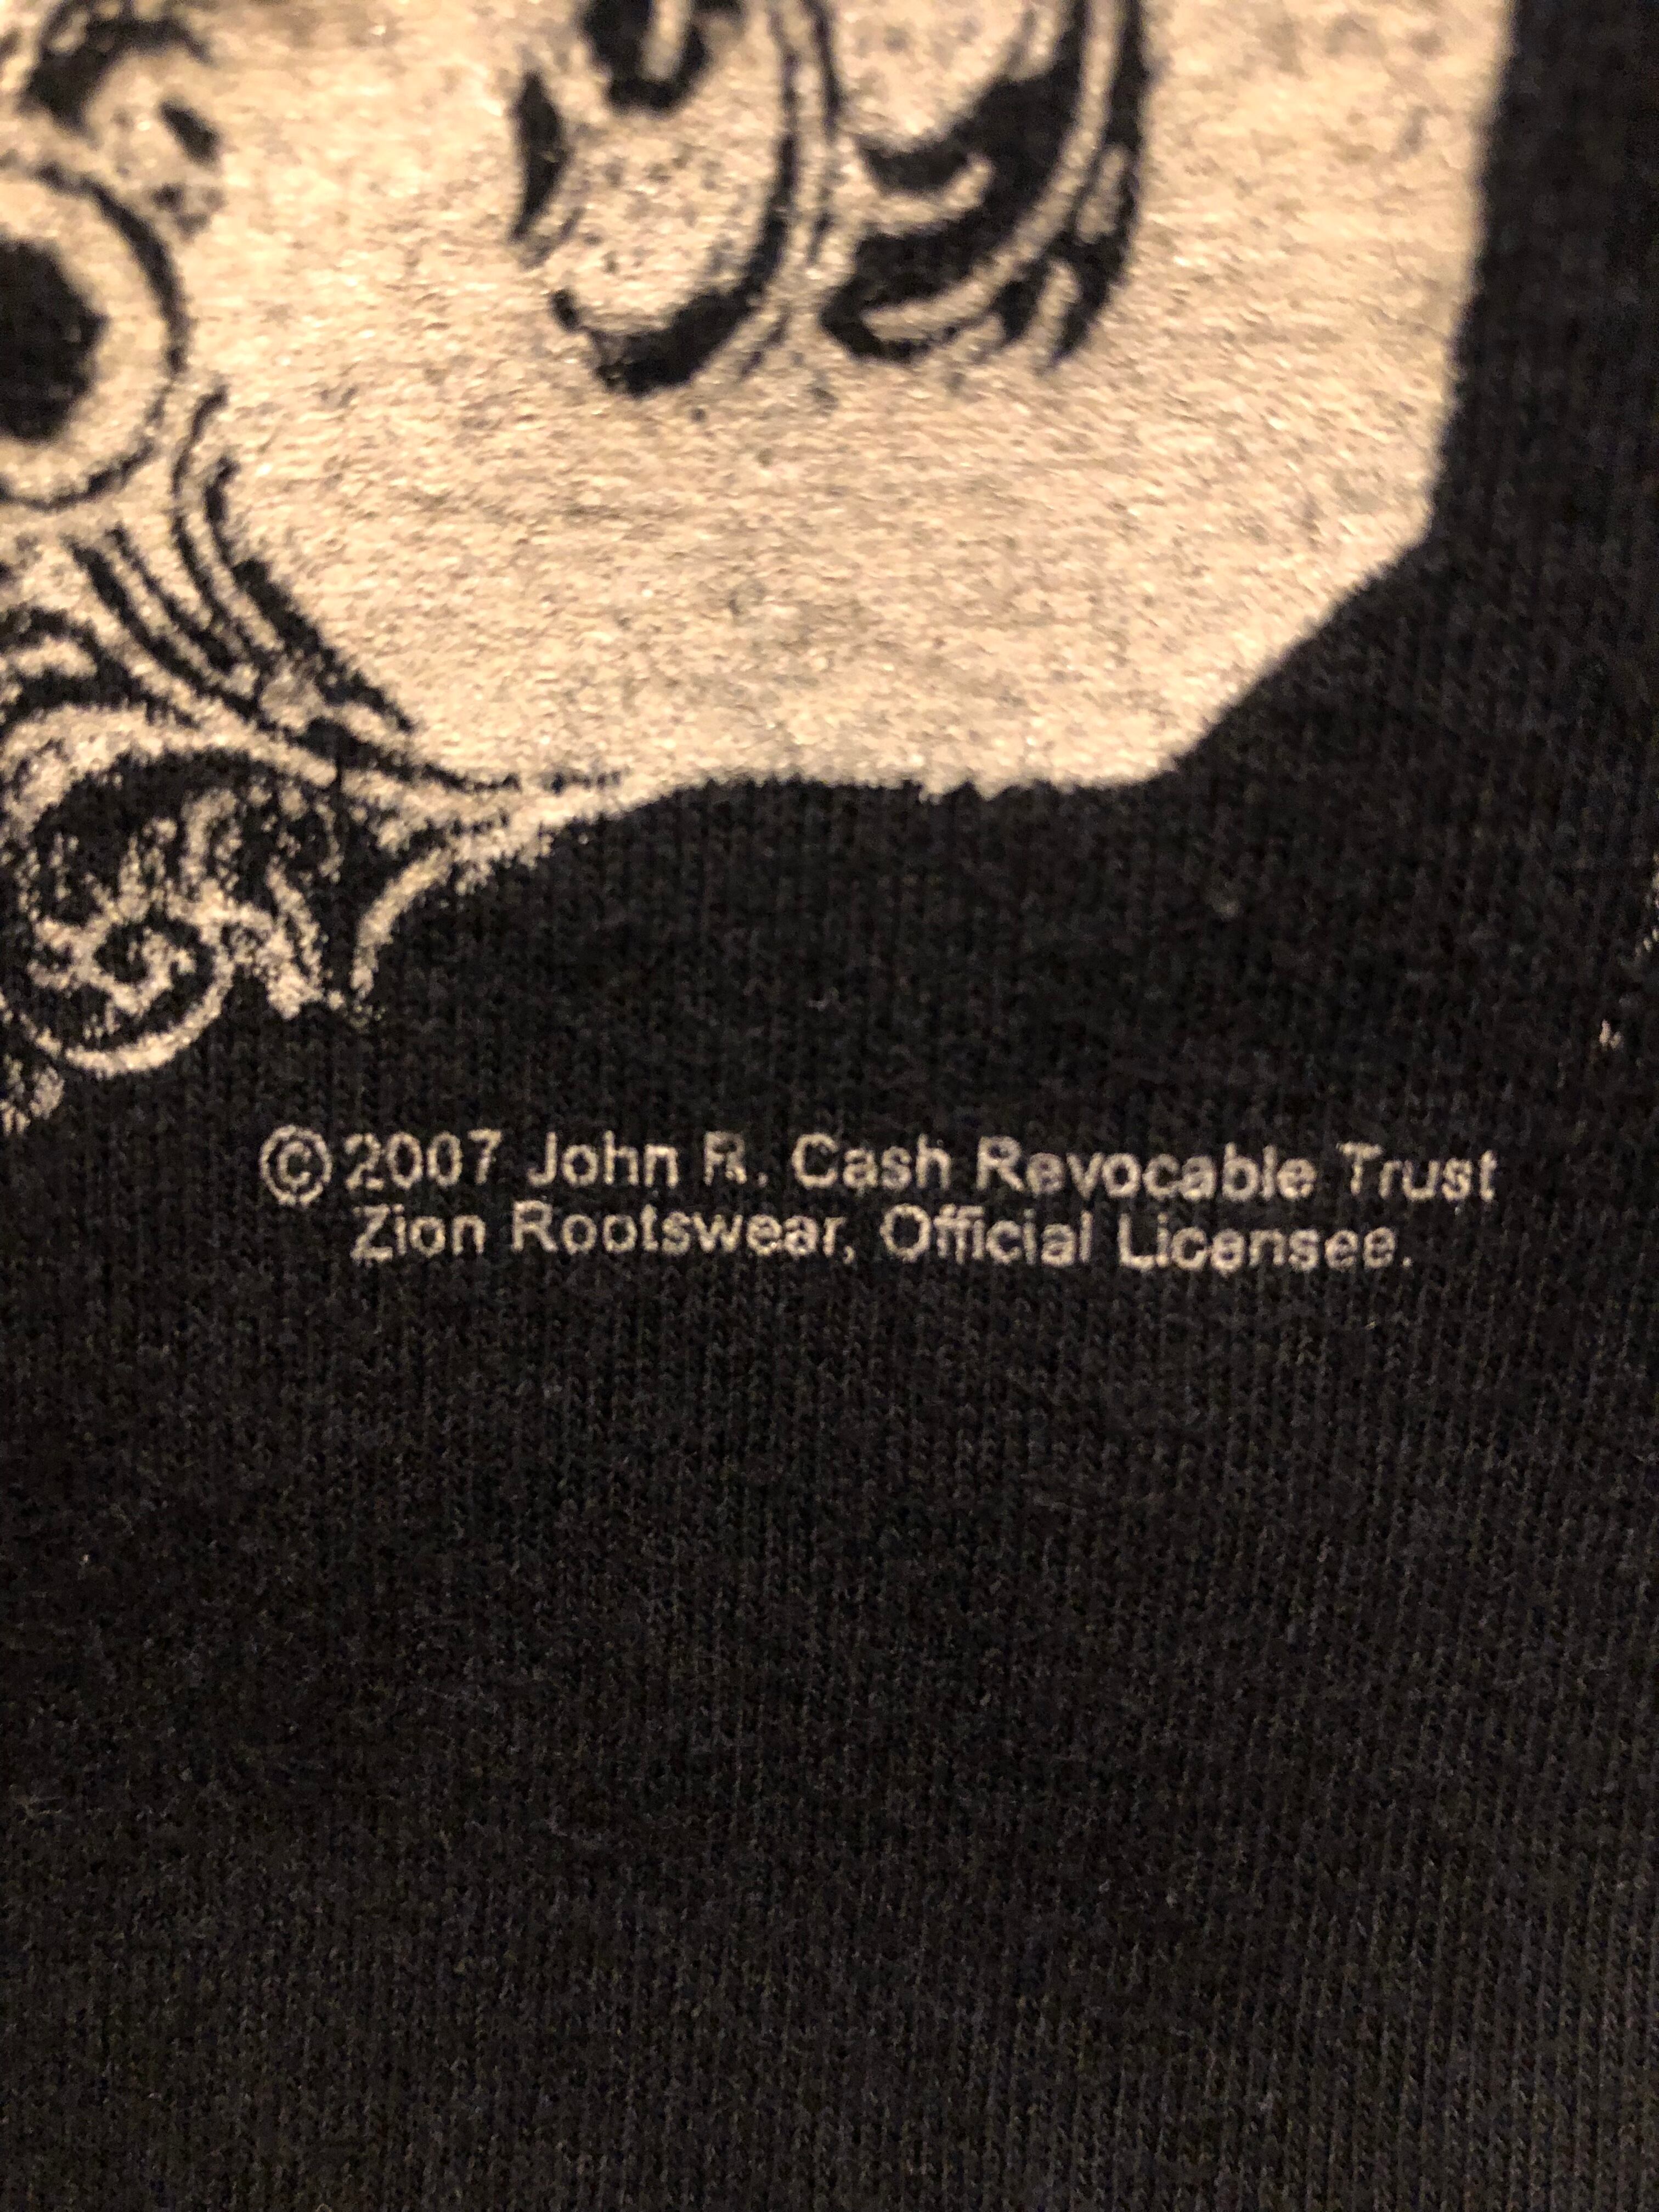 ©2007 John R. Cash Revocable Trust
Zion Rootswear, Official Licensee.